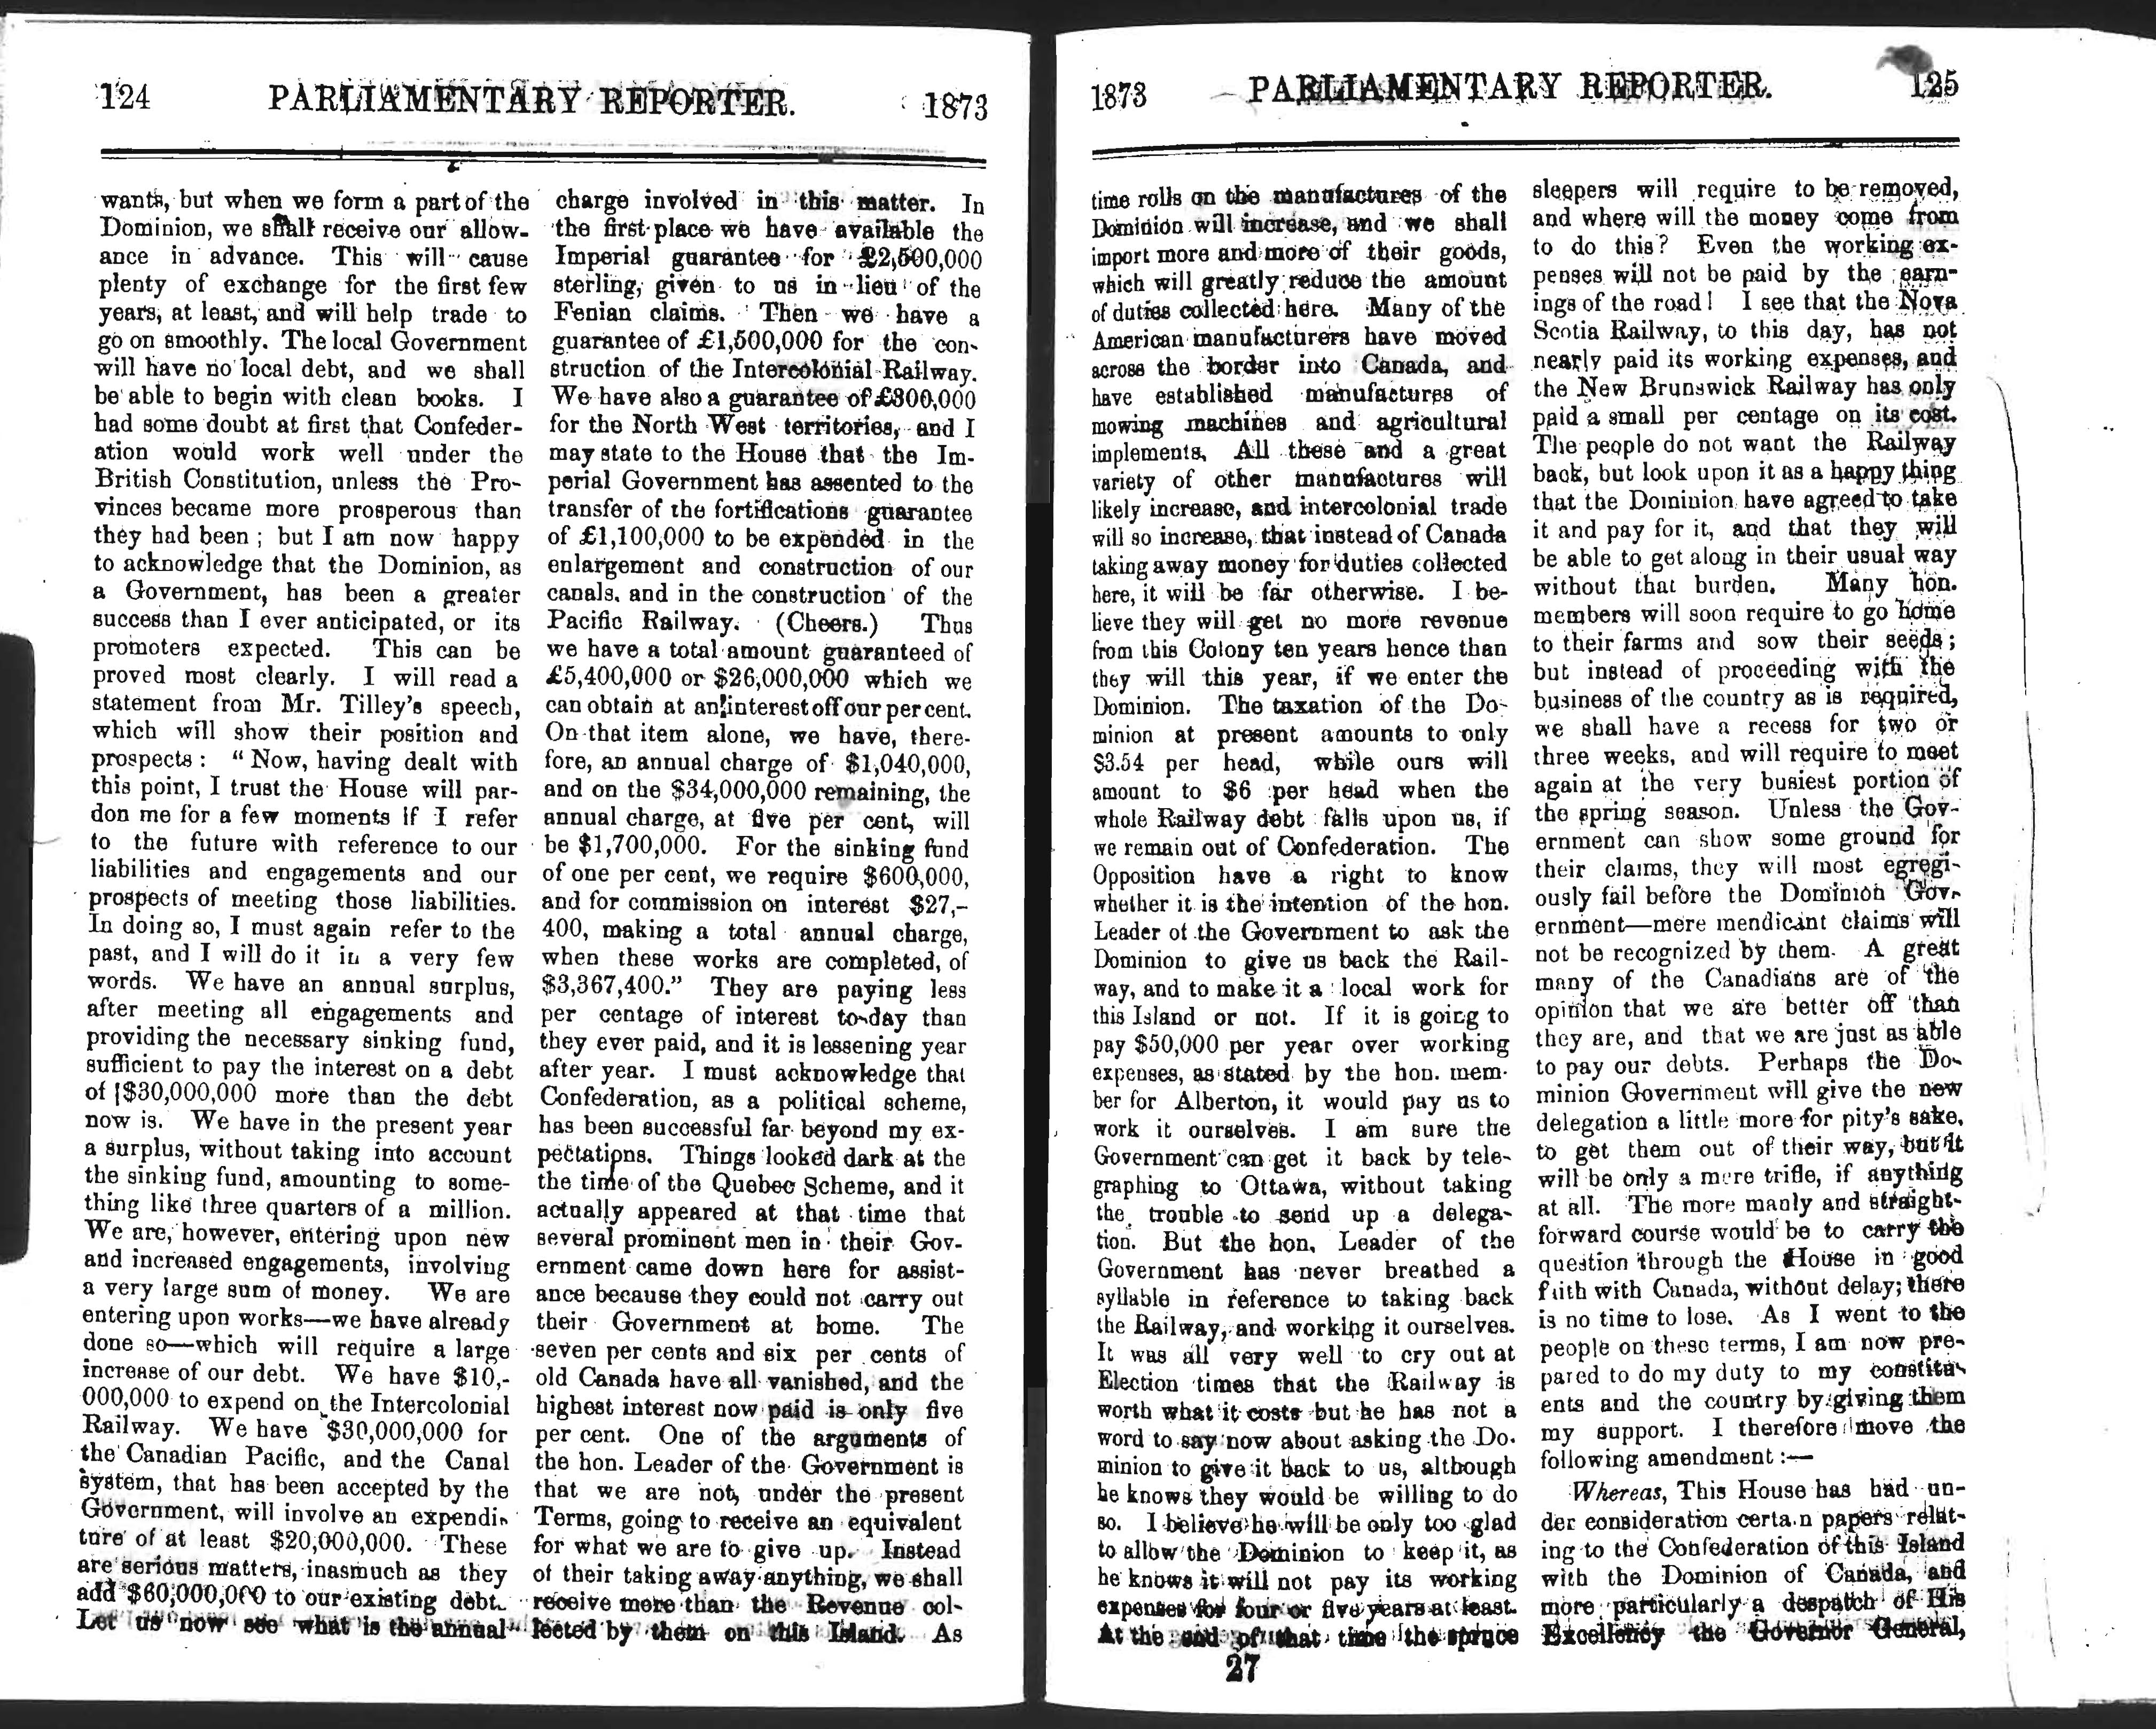 124 PARLIAMENTARY REPORTER. 1873
wants, but when we form a part of the
Dominion, we shall receive our allow-
ance in advance. This will cause
plenty of exchange for the first few
years, at least, and will help trade to
go on smoothly. The local Government
will have no local debt, and we shall
be able to begin with clean books. I
had some doubt at first that Confeder-
ation would work well under the
British Constitution, unless the Pro-
vinces became more prosperous than
they had been ; but I am now happy
to acknowledge that the Dominion, as
a Government, has been a greater
success than I ever anticipated, or its
promoters expected. This can be
proved most clearly. I will read a
statement from Mr. Tilley's speech,
which will show their position and
prospects : “ Now, having dealt with
this point, I trust the House will par-
don me for a few moments if I refer
to the future with reference to our
liabilities and engagements and our
prospects of meeting those liabilities.
In doing so, I must again refer to the
past, and I will do it in a very few
words. We have an annual surplus,
after meeting all engagements and
providing the necessary sinking fund,
sufficient to pay the interest on a debt
of $30,000,000 more than the debt
now is. We have in the present year
a surplus, without taking into account
the sinking fund, amounting to some-
thing like three quarters of a million.
We are, however, entering upon new
and increased engagements, involving
a very large sum of money. We are
entering upon works—we have already
done so—which will require a large
increase of our debt. We have $10,-
000,000 to expend on the Intercolonial
Railway. We have $30,000,000 for
the Canadian Pacific, and the Canal
system, that has been accepted by the
Government, will involve an expendi-
ture of at least $20,000,000. These
are serious matters, inasmuch as they
add $60,000,000 to our existing debt.
Let us now see what is the annual
charge involved in this matter. In
the first place we have available the
Imperial guarantee for £2,500,000
sterling, given to us in lieu of the
Fenian claims. Then we have a
guarantee of £1,500,000 for the con-
struction of the Intercolonial Railway.
We have also a guarantee of £300,000
for the North West territories, and I
may state to the House that the Im-
perial Government has assented to the
transfer of the fortifications guarantee
of £1,100,000 to be expended in the
enlargement and construction of our
canals, and in the construction of the
Pacific Railway. (Cheers.) Thus
we have a total amount guaranteed of
£5,400,000 or $26,000,000 which we
can obtain at an interest off our per cent.
On that item alone, we have, there-
fore, an annual charge of $1,040,000,
and on the $34,000,000 remaining, the
annual charge, at five per cent, will
be $1,700,000. For the sinking fund
of one per cent, we require $600,000,
and for commission on interest $27,-
400, making a total annual charge,
when these works are completed, of
$3,367,400.” They are paying less
per centage of interest to-day than
they ever paid, and it is lessening year
after year. I must acknowledge that
Confederation, as a political scheme,
has been successful far beyond my ex-
pectations. Things looked dark at the
the time of the Quebec Scheme, and it
actually appeared at that time that
several prominent men in their Gov-
ernment came down here for assist-
ance because they could not carry out
their Government at home. The
seven per cents and six per cents of
old Canada have all vanished, and the
highest interest now paid is only five
per cent. One of the arguments of
the hon. Leader of the Government is
that we are not, under the present
Terms, going to receive an equivalent
for what we are to give up. Instead
of their taking away anything, we shall
receive more than the Revenue col-
lected by them on this Island. As
1873 PARLIAMENTARY REPORTER. 125
time rolls on the manufactures of the
Dominion will increase, and we shall
import more and more of their goods,
which will greatly reduce the amount
of duties collected here. Many of the
American manufacturers have moved
across the border into Canada, and
have established manufactures of
mowing machines and agricultural
implements. All these and a great
variety of other manufactures will
likely increase, and intercolonial trade
will so increase, that instead of Canada
taking away money for duties collected
here, it will be far otherwise. I be-
lieve they will get no more revenue
from this Colony ten years hence than
they will this year, if we enter the
Dominion. The taxation of the Do-
minion at present amounts to only
$3.54 per head, while ours will
amount to $6 per head when the
whole Railway debt falls upon us, if
we remain out of Confederation. The
Opposition have a right to know
whether it is the intention of the hon.
Leader of the Government to ask the
Dominion to give us back the Rail-
way, and to make it a local work for
this Island or not. If it is going to
pay $50,000 per year over working
expenses, as stated by the hon. mem-
ber for Alberton, it would pay us to
work it ourselves. I am sure the
Government can get it back by tele-
graphing to Ottawa, without taking
the trouble to send up a delega-
tion. But the hon. Leader of the
Government has never breathed a
syllable in reference to taking back
the Railway, and working it ourselves.
It was all very well to cry out at
Election times that the Railway is
worth what it costs but he has not a
word to say now about asking the Do-
minion to give it back to us, although
he knows they would be willing to do
so. I believe he will be only too glad
to allow the Dominion to keep it, as
he knows it will not pay its working
expenses for four or five years at least.
At the end of that time the spruce
27
sleepers will require to be removed,
and where will the money come from
to do this? Even the working ex-
penses will not be paid by the earn-
ings of the road! I see that the Nova
Scotia Railway, to this day, has not
nearly paid its working expenses, and
the New Brunswick Railway has only
paid a small per centage on its cost.
The people do not want the Railway
back, but look upon it as a happy thing
that the Dominion have agreed to take
it and pay for it, and that they will
be able to get along in their usual way
without that burden. Many hon.
members will soon require to go home
to their farms and sow their seeds ;
but instead of proceeding with the
business of the country as is required,
we shall have a recess for two or
three weeks, and will require to meet
again at the very busiest portion of
the spring season. Unless the Gov-
ernment can show some ground for
their claims, they will most egregi-
ously fail before the Dominion Gov-
ernment—mere mendicant claims will
not be recognized by them. A great
many of the Canadians are of the
opinion that we are better off than
they are, and that we are just as able
to pay our debts. Perhaps the Do-
minion Government will give the new
delegation a little more for pity's sake,
to get them out of their way, but it
will be only a mere trifle, if anything
at all. The more manly and straight-
forward course would be to carry the
question through the House in good
faith with Canada, without delay; there
is no time to lose. As I went to the
people on these terms, I am now pre-
pared to do my duty to my constitu-
ents and the country by giving them
my support. I therefore move the
following amendment :—
Whereas, This House has had un-
der consideration certa.n papers relat-
ing to the Confederation of this Island
with the Dominion of Canada, and
more particularly a despatch of His
Excellency the Governor General,